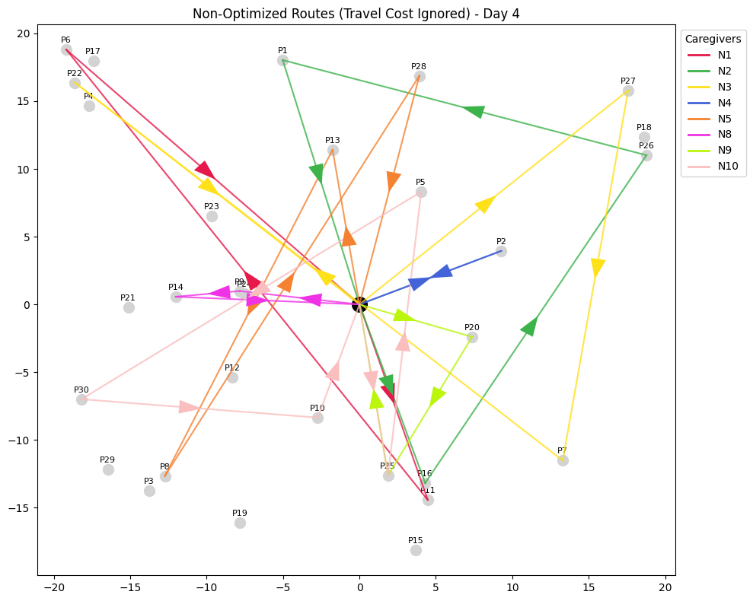 Non-Optimized Routes (Travel Cost Ignored) - Day 4
Caregivers
N1
N2
N3
N4
N5
N8
N9
N10
P6
P17
P22
P4
P1
P28
P27
P18
P26
P13
P5
P23
P2
P14
P9
P21
P20
P12
P30
P10
P7
P29
P3
P8
P25
P16
P11
P19
P15
20
15
10
5
0
−5
−10
−15
−20
−15
−10
−5
0
5
10
15
20